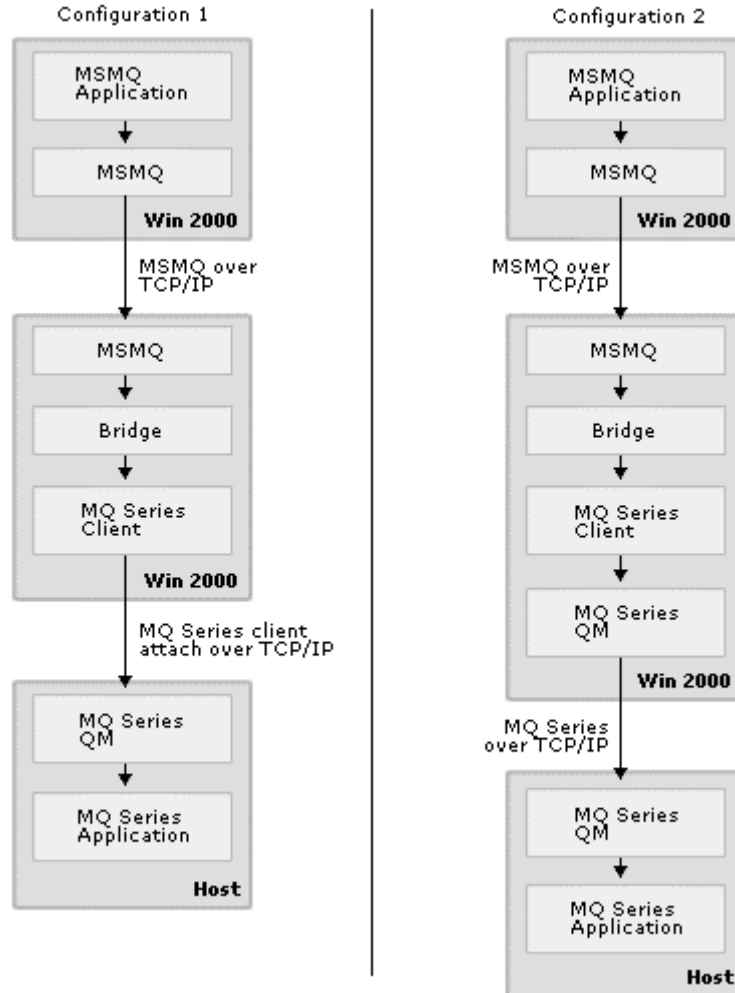 Configuration 1
MSMQ
Application
MSMQ
Win 2000
MSMQ over
TCP/IP
MSMQ
Bridge
MQ Series
Client
Win 2000
MQ Series client
attach over TCP/IP
MQ Series
QM
MQ Series
Application
Host
Configuration 2
MSMQ
Application
MSMQ
Win 2000
MSMQ over
TCP/IP
MSMQ
Bridge
MQ Series
Client
MQ Series
QM
Win 2000
MQ Series
over TCP/IP
MQ Series
QM
MQ Series
Application
Host